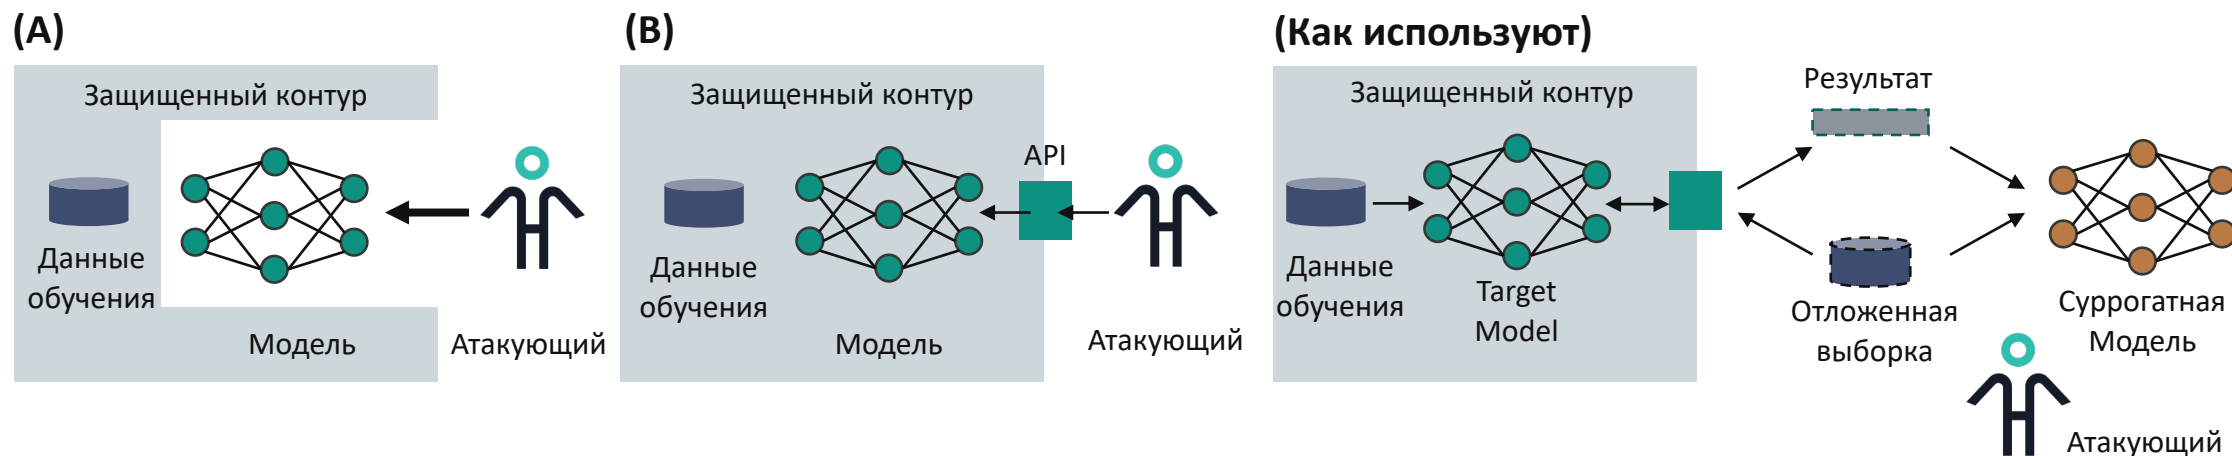 (A)
Защищенный контур
Данные
обучения
Модель
Атакующий
(B)
Защищенный контур
API
Данные
обучения
Модель
Атакующий
(Как используют)
Защищенный контур
Данные
обучения
Target
Model
Результат
Отложенная
выборка
Суррогатная
Модель
Атакующий